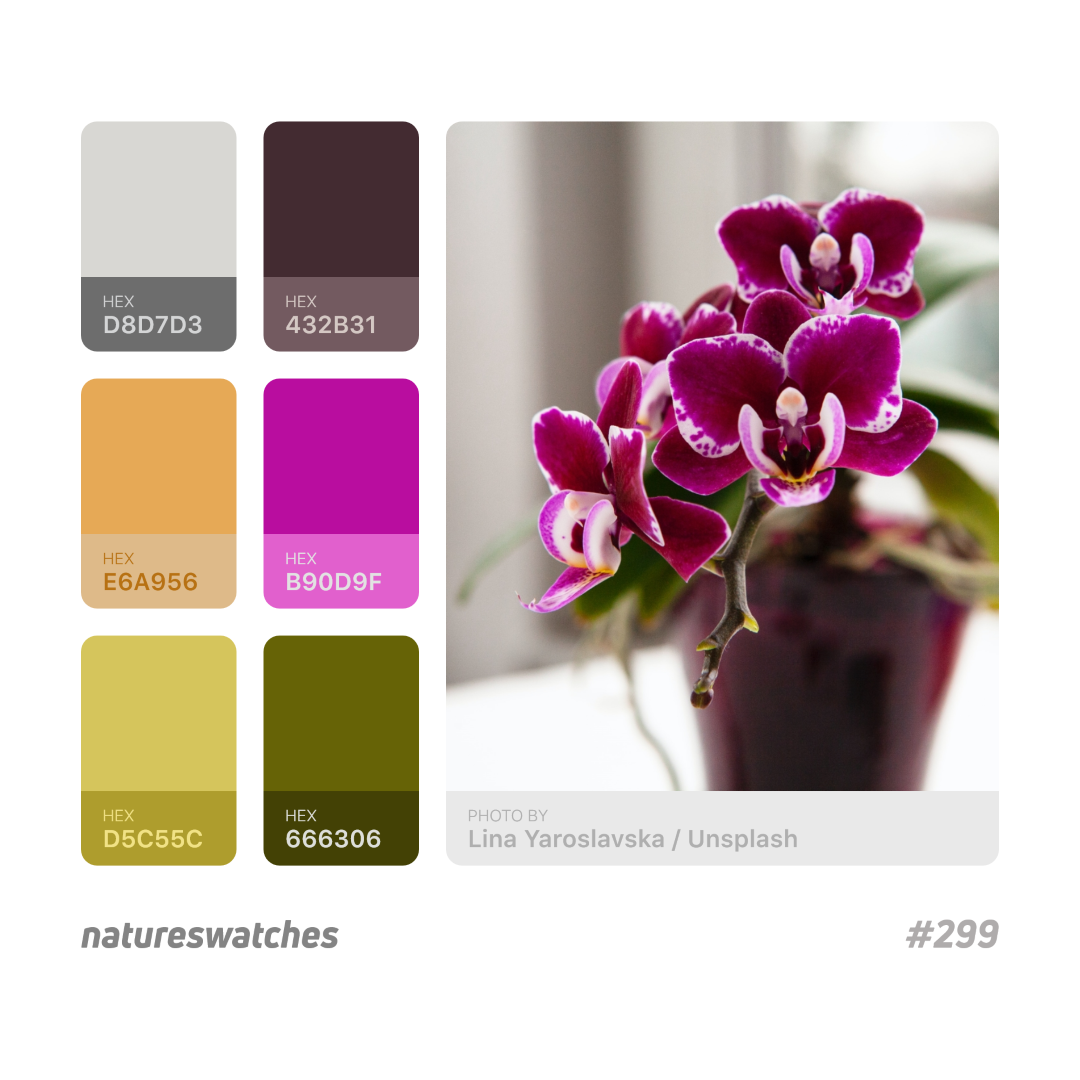 HEX
D8D7D3
HEX
432B31
HEX
E6A956
HEX
B90D9F
HEX
D5C55C
HEX
666306
PHOTO BY
Lina Yaroslavska / Unsplash
natureswatches
#299